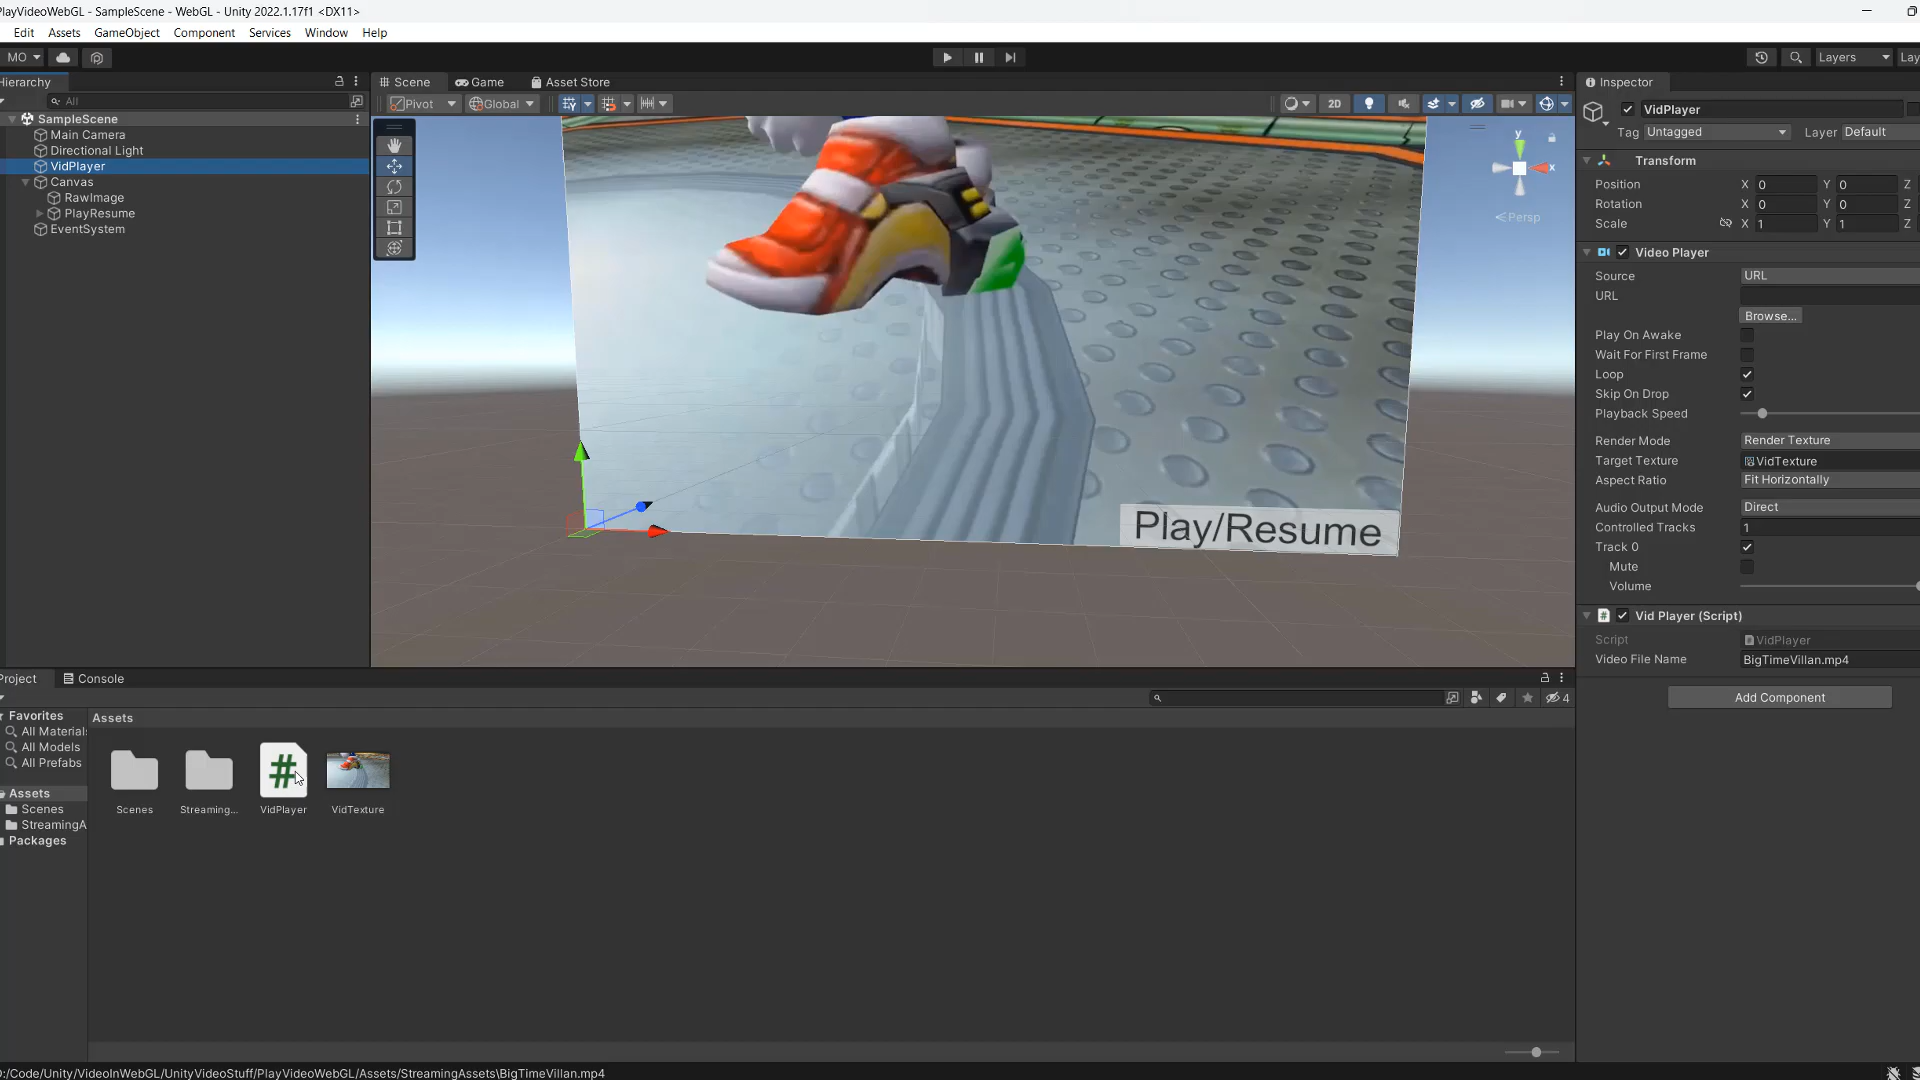 PlayVideoWebGL - SampleScene - WebGL - Unity 2022.1.17f1 <DX11>
Edit Assets GameObject Component Services Window Help
MO Layers Lay
Hierarchy
All
SampleScene
Main Camera
Directional Light
VidPlayer
Canvas
RawImage
PlayResume
EventSystem
Scene Game Asset Store
Pivot Global 2D
y
x
Persp
Play/Resume
Inspector
VidPlayer
Tag Untagged Layer Default
Transform
Position X 0 Y 0 Z
Rotation X 0 Y 0 Z
Scale X 1 Y 1 Z
Video Player
Source URL
URL
Browse...
Play On Awake
Wait For First Frame
Loop
Skip On Drop
Playback Speed
Render Mode Render Texture
Target Texture VidTexture
Aspect Ratio Fit Horizontally
Audio Output Mode Direct
Controlled Tracks 1
Track 0
Mute
Volume
# Vid Player (Script)
Script VidPlayer
Video File Name BigTimeVillan.mp4
Add Component
Project Console
4
Favorites
All Materials
All Models
All Prefabs
Assets
Scenes
StreamingA
Packages
Assets
#
Scenes Streaming... VidPlayer VidTexture
D:/Code/Unity/VideoInWebGL/UnityVideoStuff/PlayVideoWebGL/Assets/StreamingAssets\BigTimeVillan.mp4